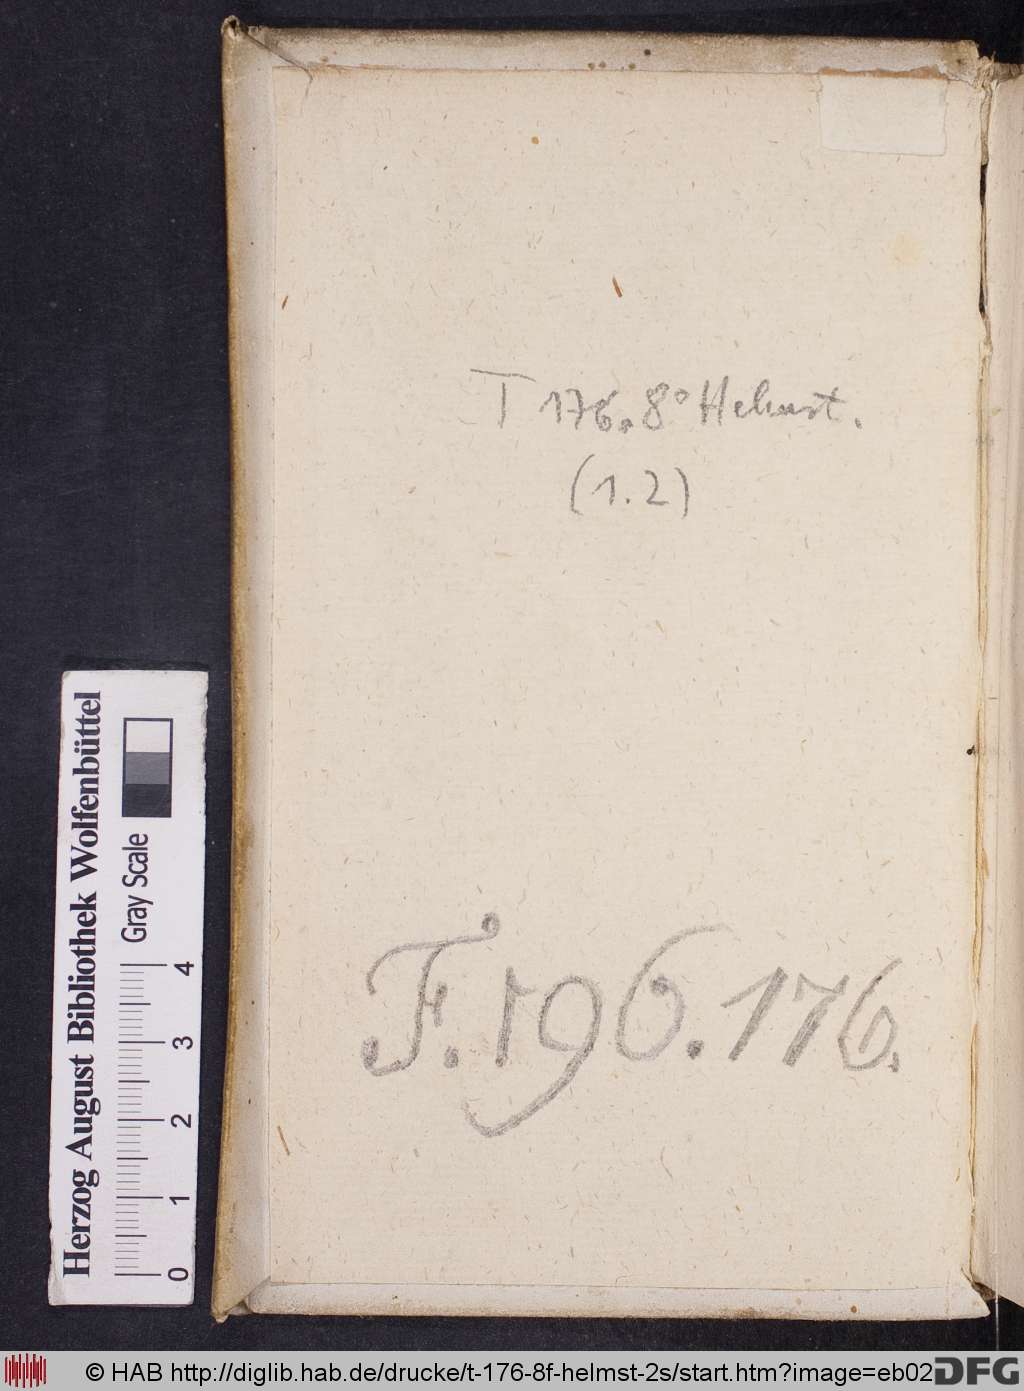 T 176. 8° Helmst.
(1.2)
F. 196. 176.
Herzog August Bibliothek Wolfenbüttel
Gray Scale
0 1 2 3 4
© HAB http://diglib.hab.de/drucke/t-176-8f-helmst-2s/start.htm?image=eb02
DFG